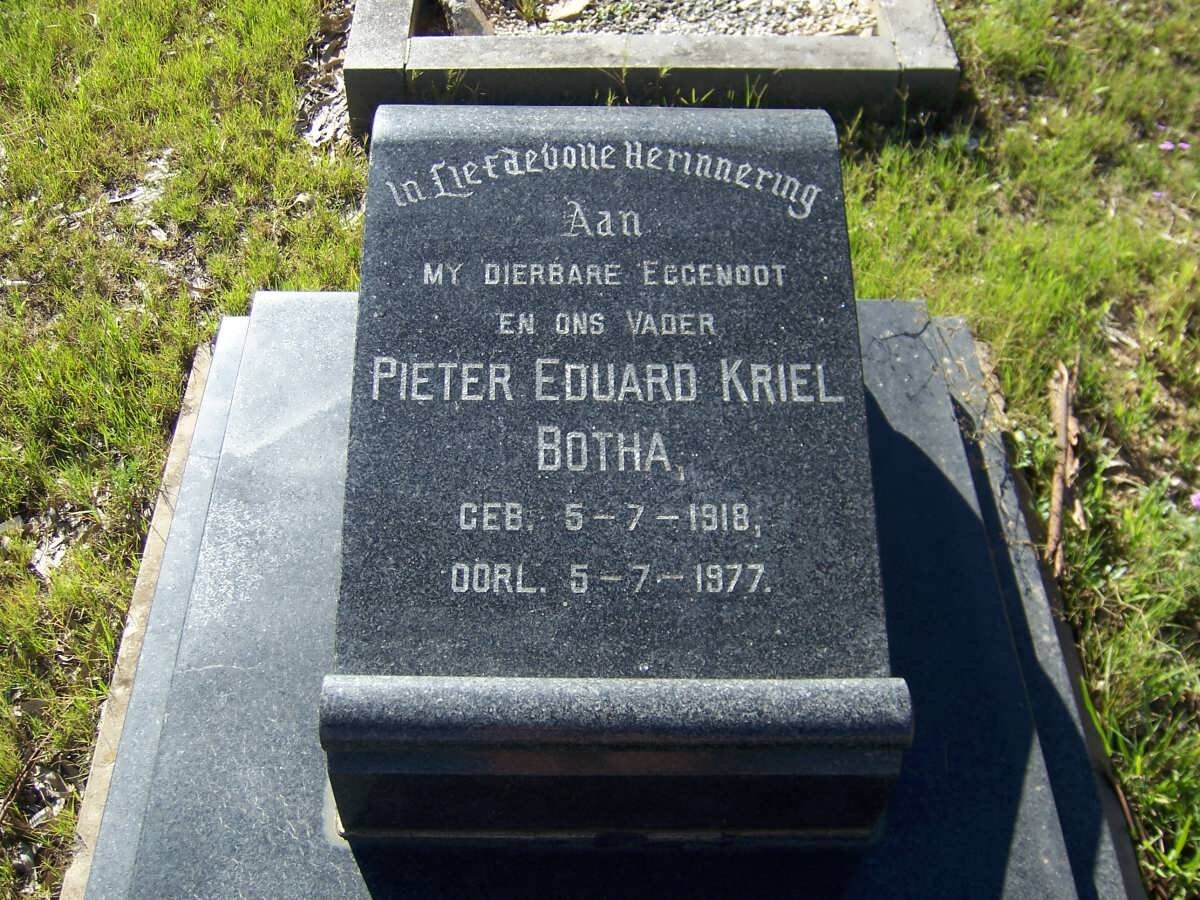 In Liefdevolle Herinnering
Aan
MY DIERBARE EGGENOOT
EN ONS VADER
PIETER EDUARD KRIEL
BOTHA,
GEB. 5-7-1918,
OORL. 5-7-1977.